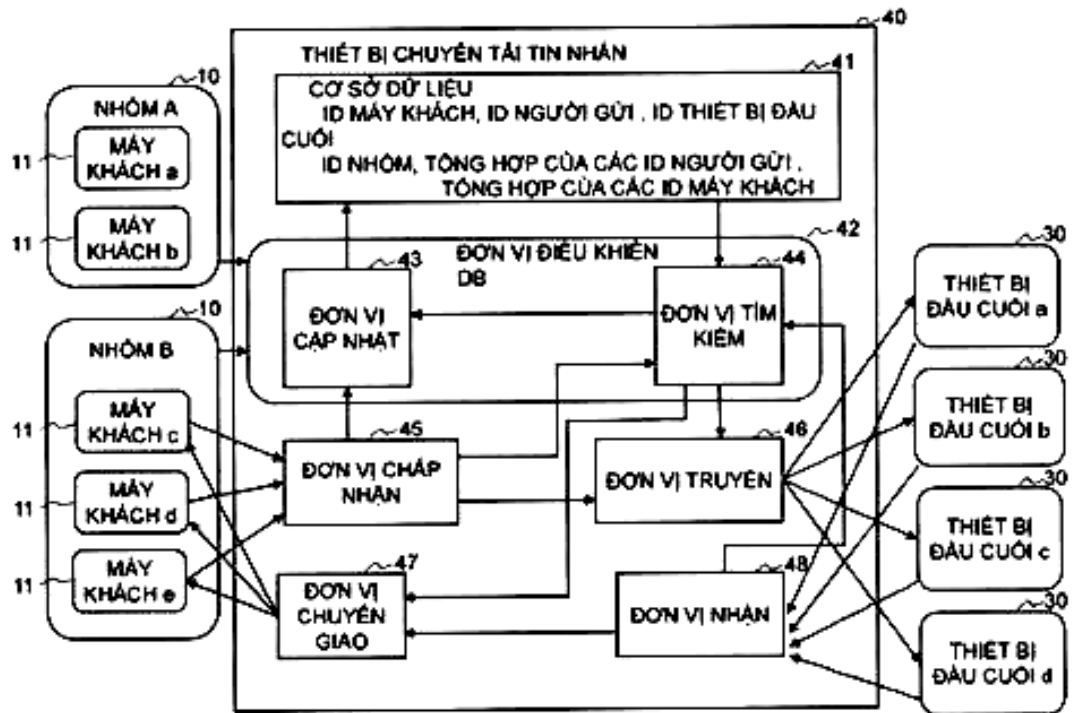 40
THIẾT BỊ CHUYỂN TẢI TIN NHẮN
41
CƠ SỞ DỮ LIỆU
ID MÁY KHÁCH, ID NGƯỜI GỬI , ID THIẾT BỊ ĐẦU
CUỐI
ID NHÓM, TỔNG HỢP CỦA CÁC ID NGƯỜI GỬI ,
TỔNG HỢP CỦA CÁC ID MÁY KHÁCH
10
NHÓM A
11
MÁY
KHÁCH a
11
MÁY
KHÁCH b
42
ĐƠN VỊ ĐIỀU KHIỂN
DB
43
ĐƠN VỊ
CẬP NHẬT
44
ĐƠN VỊ TÌM
KIẾM
10
NHÓM B
11
MÁY
KHÁCH c
11
MÁY
KHÁCH d
11
MÁY
KHÁCH e
45
ĐƠN VỊ CHẤP
NHẬN
46
ĐƠN VỊ TRUYỀN
47
ĐƠN VỊ
CHUYỂN
GIAO
48
ĐƠN VỊ NHẬN
30
THIẾT BỊ
ĐẦU CUỐI a
30
THIẾT BỊ
ĐẦU CUỐI b
30
THIẾT BỊ
ĐẦU CUỐI c
30
THIẾT BỊ
ĐẦU CUỐI d